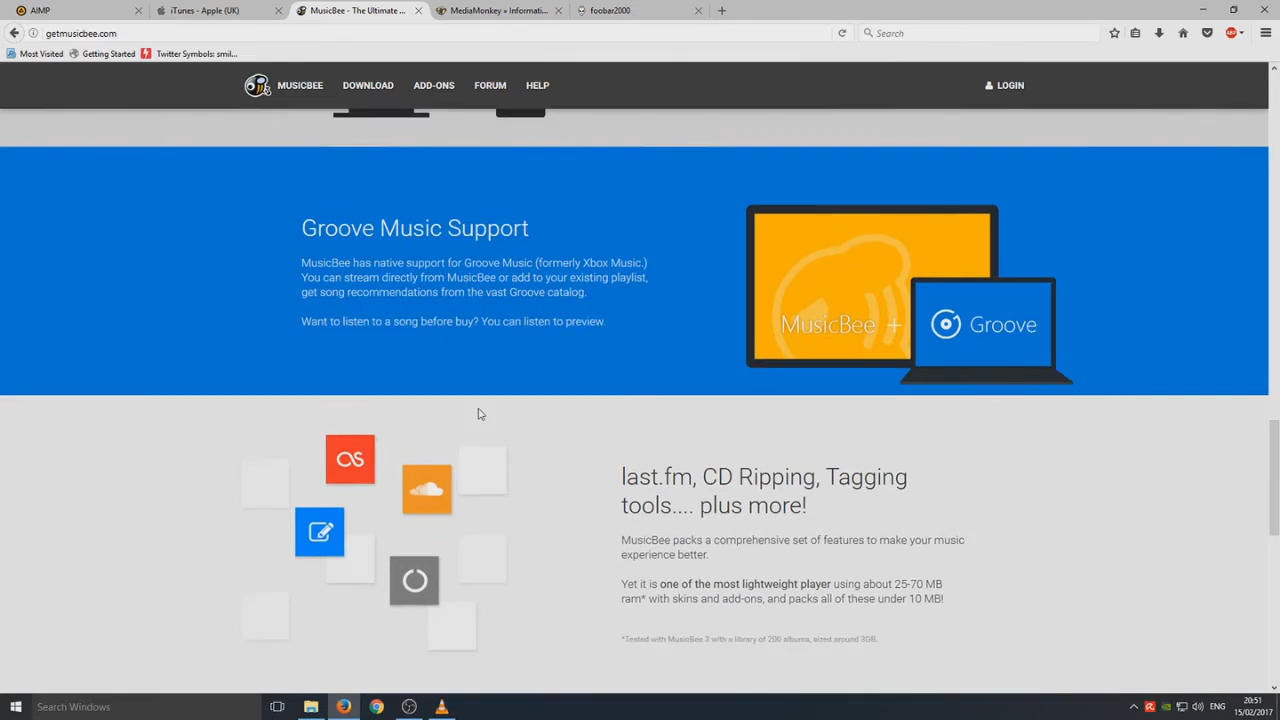 AIMP
iTunes - Apple (UK)
MusicBee - The Ultimate ...
MediaMonkey » Informati...
foobar2000
getmusicbee.com
Search
Most Visited
Getting Started
Twitter Symbols: smil...
MUSICBEE
DOWNLOAD
ADD-ONS
FORUM
HELP
LOGIN
Groove Music Support
MusicBee has native support for Groove Music (formerly Xbox Music.)
You can stream directly from MusicBee or add to your existing playlist,
get song recommendations from the vast Groove catalog.
Want to listen to a song before buy? You can listen to preview.
MusicBee +
Groove
last.fm, CD Ripping, Tagging
tools.... plus more!
MusicBee packs a comprehensive set of features to make your music
experience better.
Yet it is one of the most lightweight player using about 25-70 MB
ram* with skins and add-ons, and packs all of these under 10 MB!
*Tested with MusicBee 3 with a library of 200 albums, sized around 3GB.
Search Windows
ENG
20:51
15/02/2017